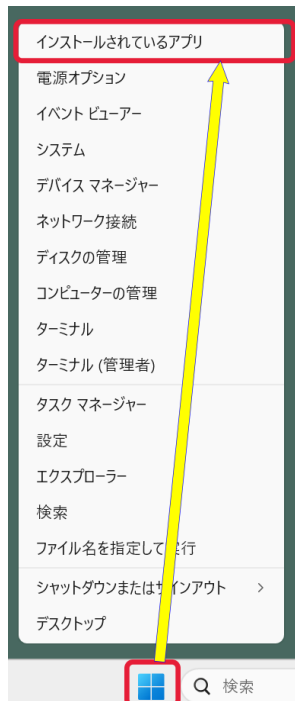 インストールされているアプリ
電源オプション
イベント ビューアー
システム
デバイス マネージャー
ネットワーク接続
ディスクの管理
コンピューターの管理
ターミナル
ターミナル (管理者)
タスク マネージャー
設定
エクスプローラー
検索
ファイル名を指定して実行
シャットダウンまたはサインアウト
デスクトップ
検索